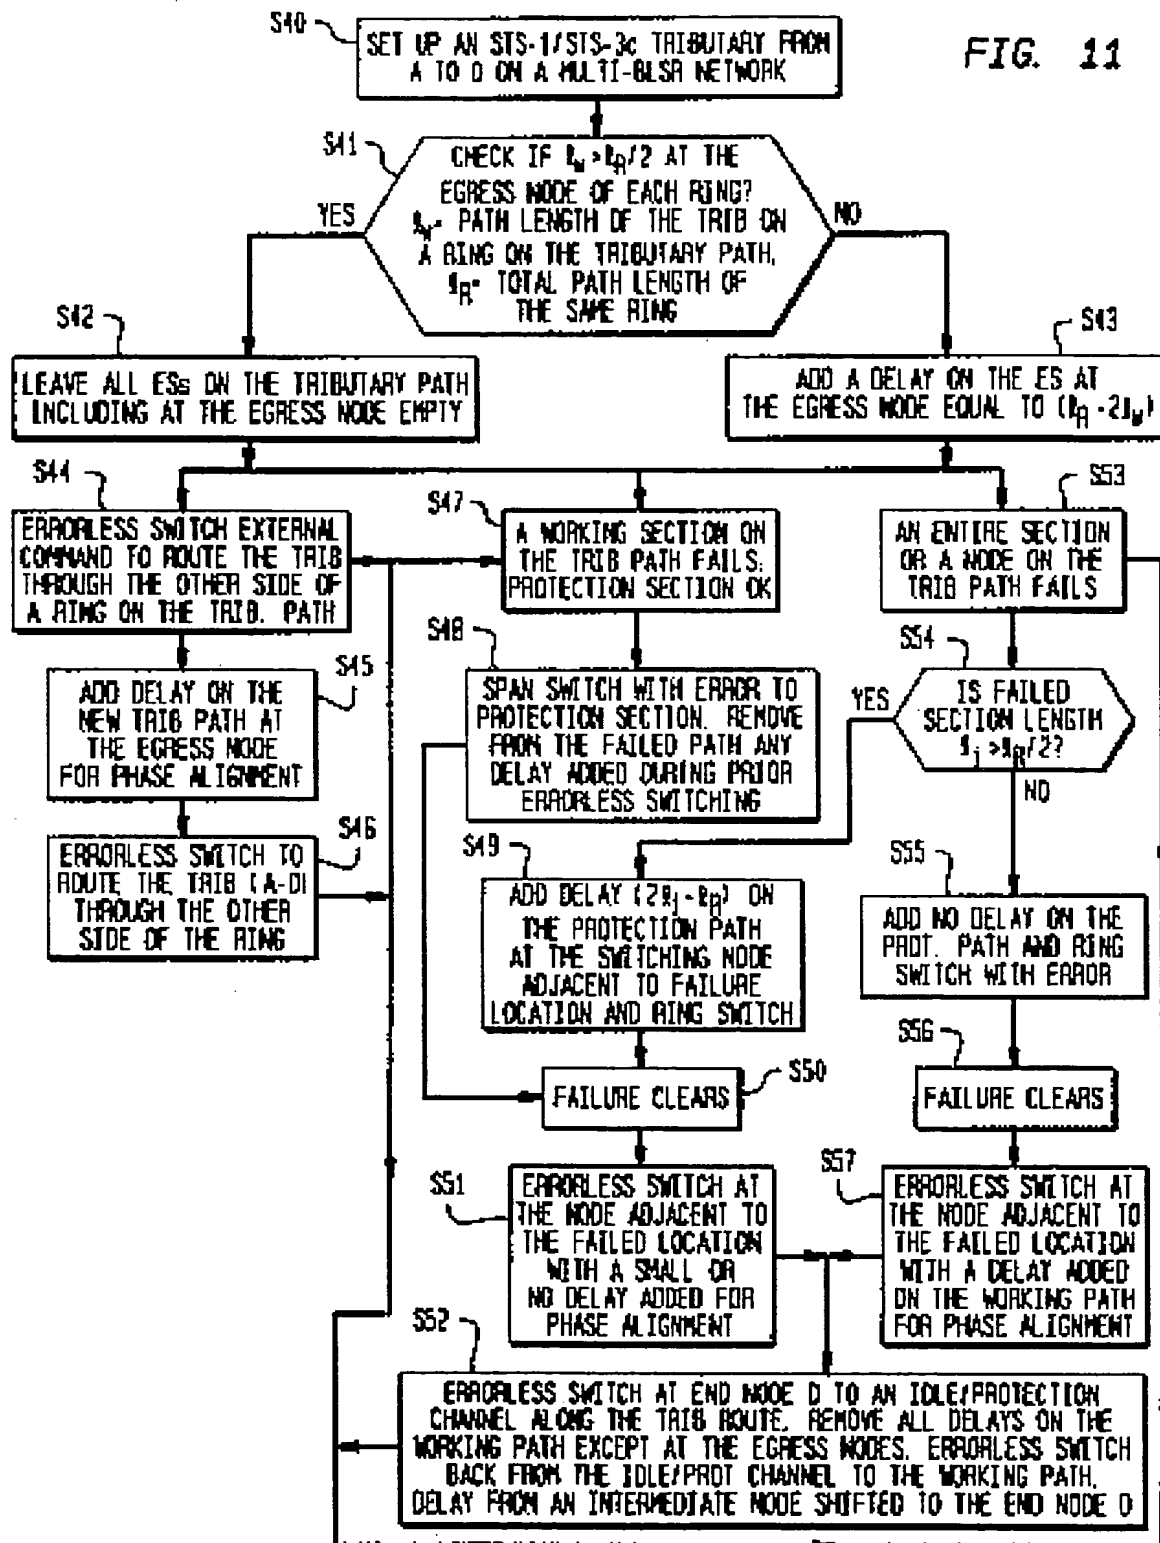 FIG. 11
S40
SET UP AN STS-1/STS-3c TRIBUTARY FROM
A TO D ON A MULTI-BLSR NETWORK
S41
CHECK IF ℓw>ℓR/2 AT THE
EGRESS NODE OF EACH RING?
ℓw= PATH LENGTH OF THE TRIB ON
A RING ON THE TRIBUTARY PATH,
ℓR= TOTAL PATH LENGTH OF
THE SAME RING
YES
NO
S42
LEAVE ALL ESs ON THE TRIBUTARY PATH
INCLUDING AT THE EGRESS NODE EMPTY
S43
ADD A DELAY ON THE ES AT
THE EGRESS NODE EQUAL TO (ℓR-2ℓw)
S44
ERRORLESS SWITCH EXTERNAL
COMMAND TO ROUTE THE TRIB
THROUGH THE OTHER SIDE OF
A RING ON THE TRIB. PATH
S45
ADD DELAY ON THE
NEW TRIB PATH AT
THE EGRESS NODE
FOR PHASE ALIGNMENT
S46
ERRORLESS SWITCH TO
ROUTE THE TRIB (A-D)
THROUGH THE OTHER
SIDE OF THE RING
S47
A WORKING SECTION ON
THE TRIB PATH FAILS;
PROTECTION SECTION OK
S48
SPAN SWITCH WITH ERROR TO
PROTECTION SECTION. REMOVE
FROM THE FAILED PATH ANY
DELAY ADDED DURING PRIOR
ERRORLESS SWITCHING
S53
AN ENTIRE SECTION
OR A NODE ON THE
TRIB PATH FAILS
S54
IS FAILED
SECTION LENGTH
ℓi>ℓR/2?
YES
NO
S49
ADD DELAY (2ℓi-ℓR) ON
THE PROTECTION PATH
AT THE SWITCHING NODE
ADJACENT TO FAILURE
LOCATION AND RING SWITCH
S55
ADD NO DELAY ON THE
PROT. PATH AND RING
SWITCH WITH ERROR
S50
FAILURE CLEARS
S56
FAILURE CLEARS
S51
ERRORLESS SWITCH AT
THE NODE ADJACENT TO
THE FAILED LOCATION
WITH A SMALL OR
NO DELAY ADDED FOR
PHASE ALIGNMENT
S57
ERRORLESS SWITCH AT
THE NODE ADJACENT TO
THE FAILED LOCATION
WITH A DELAY ADDED
ON THE WORKING PATH
FOR PHASE ALIGNMENT
S52
ERRORLESS SWITCH AT END NODE D TO AN IDLE/PROTECTION
CHANNEL ALONG THE TRIB ROUTE. REMOVE ALL DELAYS ON THE
WORKING PATH EXCEPT AT THE EGRESS NODES. ERRORLESS SWITCH
BACK FROM THE IDLE/PROT CHANNEL TO THE WORKING PATH.
DELAY FROM AN INTERMEDIATE NODE SHIFTED TO THE END NODE D